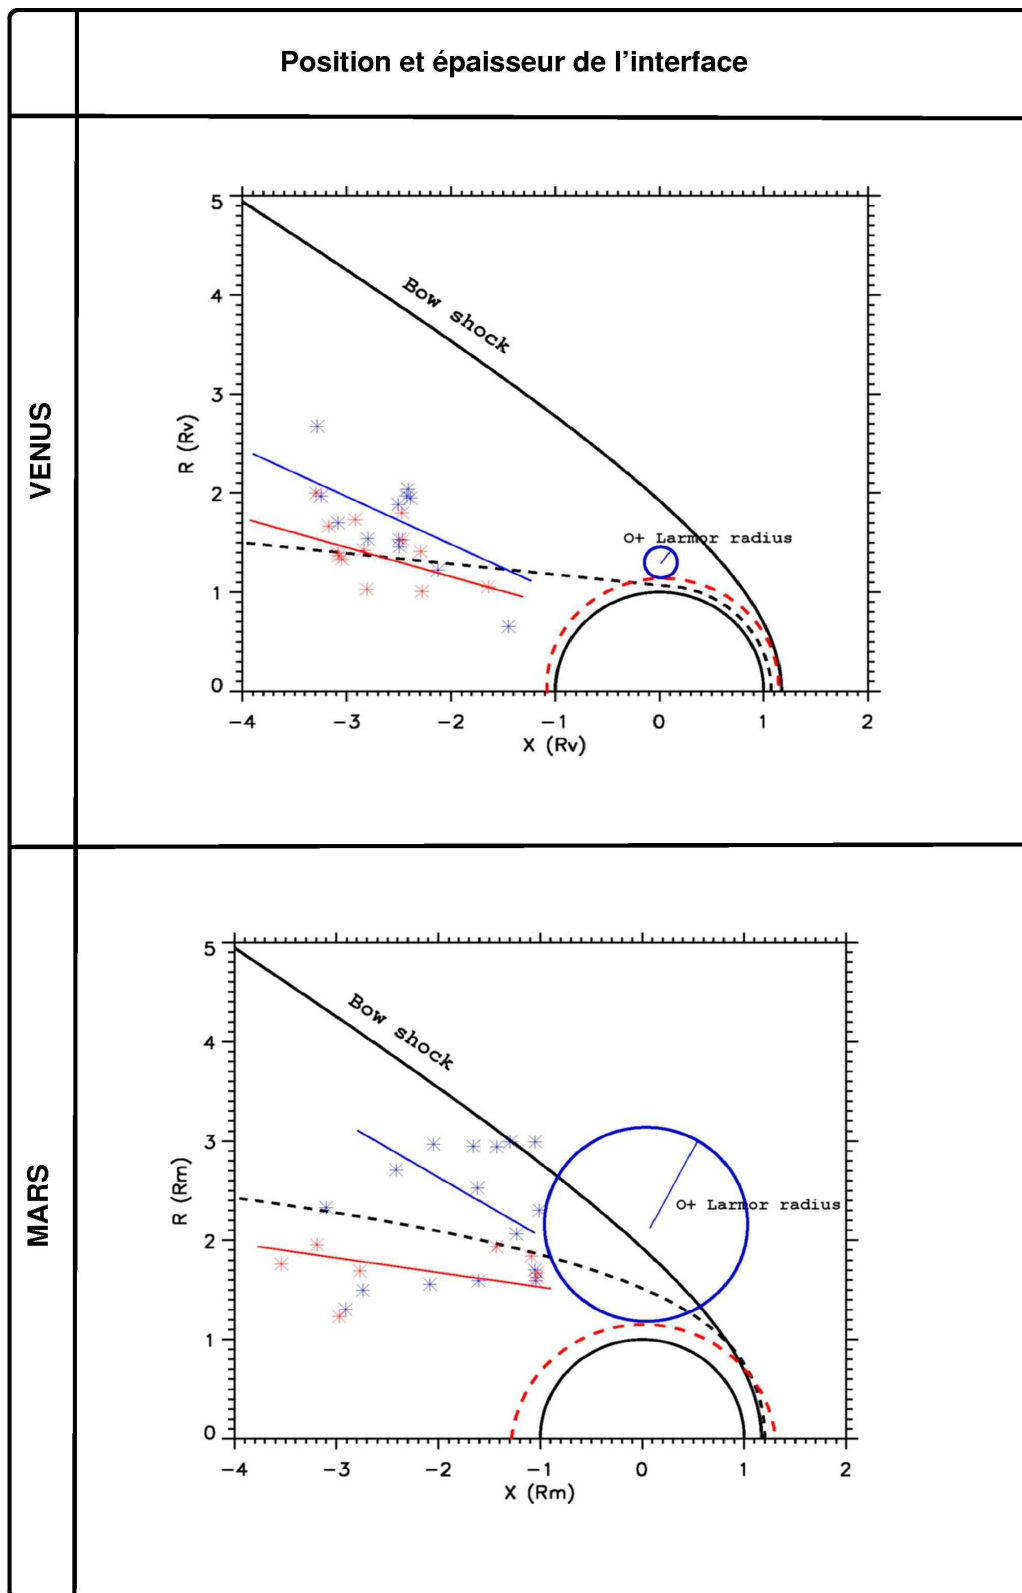 Position et épaisseur de l'interface
VENUS
5
4
3
2
1
0
R (Rv)
Bow shock
O+ Larmor radius
-4 -3 -2 -1 0 1 2
X (Rv)
MARS
5
4
3
2
1
0
R (Rm)
Bow shock
O+ Larmor radius
-4 -3 -2 -1 0 1 2
X (Rm)